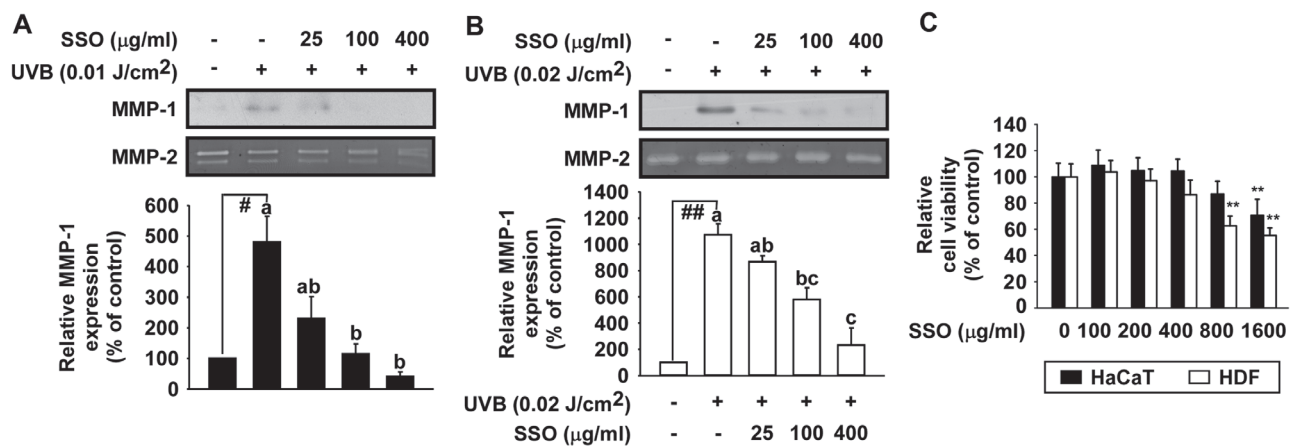 A
SSO (μg/ml) - - 25 100 400
UVB (0.01 J/cm2) - + + + +
MMP-1
MMP-2
Relative MMP-1
expression
(% of control)
600
500
400
300
200
100
0
# a
ab
b
b
B
SSO (μg/ml) - - 25 100 400
UVB (0.02 J/cm2) - + + + +
MMP-1
MMP-2
Relative MMP-1
expression
(% of control)
1400
1200
1000
800
600
400
200
0
## a
ab
bc
c
UVB (0.02 J/cm2) - + + + +
SSO (μg/ml) - - 25 100 400
C
Relative
cell viability
(% of control)
140
120
100
80
60
40
20
0
**
**
**
SSO (μg/ml) 0 100 200 400 800 1600
HaCaT HDF